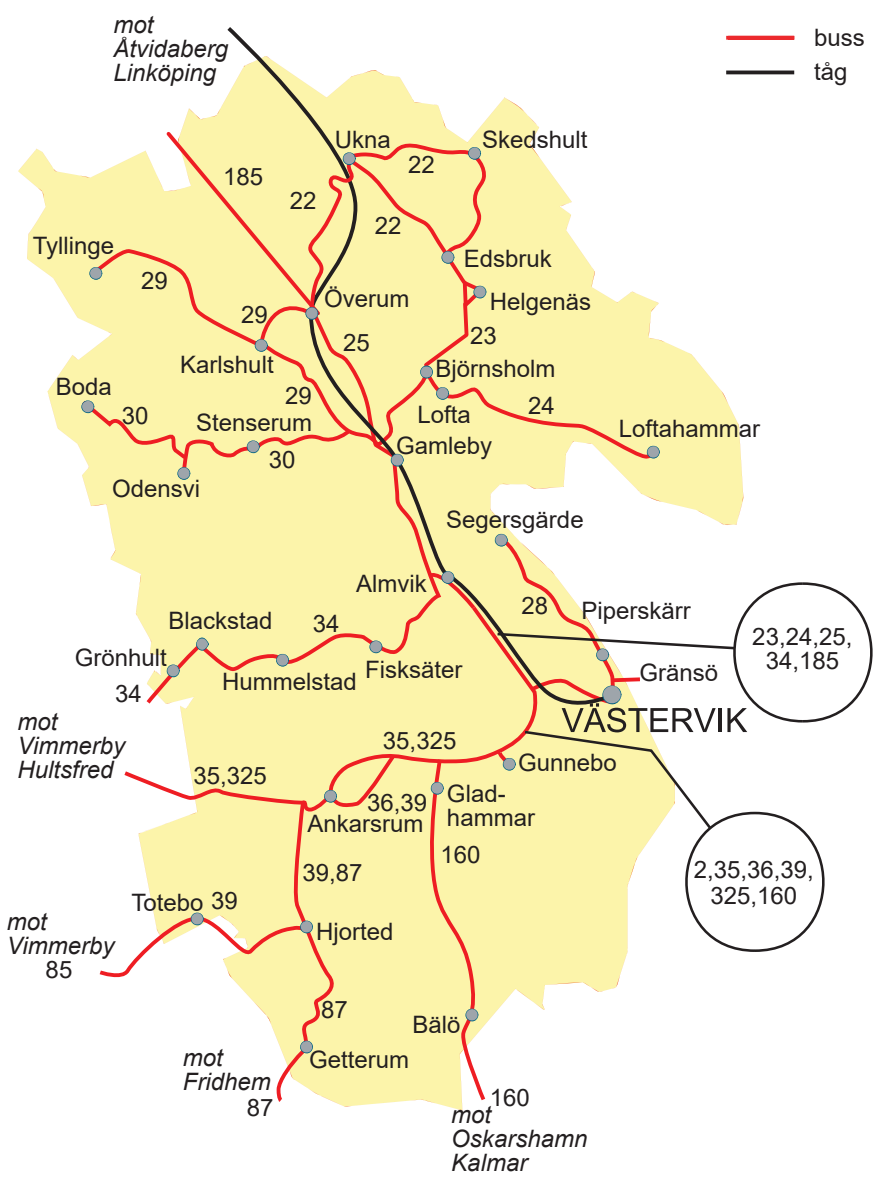 mot
Åtvidaberg
Linköping
buss
tåg
Ukna
Skedshult
22
185
22
22
Tyllinge
Edsbruk
29
Helgenäs
Överum
29
25
23
Karlshult
Björnsholm
Boda
29
Lofta
24
30
Stenserum
Loftahammar
30
Gamleby
Odensvi
Segersgärde
Almvik
28
Piperskärr
Blackstad
34
23,24,25,
34,185
Grönhult
Hummelstad
Fisksäter
Gränsö
34
VÄSTERVIK
mot
Vimmerby
Hultsfred
35,325
35,325
Gunnebo
36,39
Glad-
hammar
Ankarsrum
160
39,87
2,35,36,39,
325,160
Totebo
39
mot
Vimmerby
85
Hjorted
87
Bälö
Getterum
mot
Fridhem
87
160
mot
Oskarshamn
Kalmar